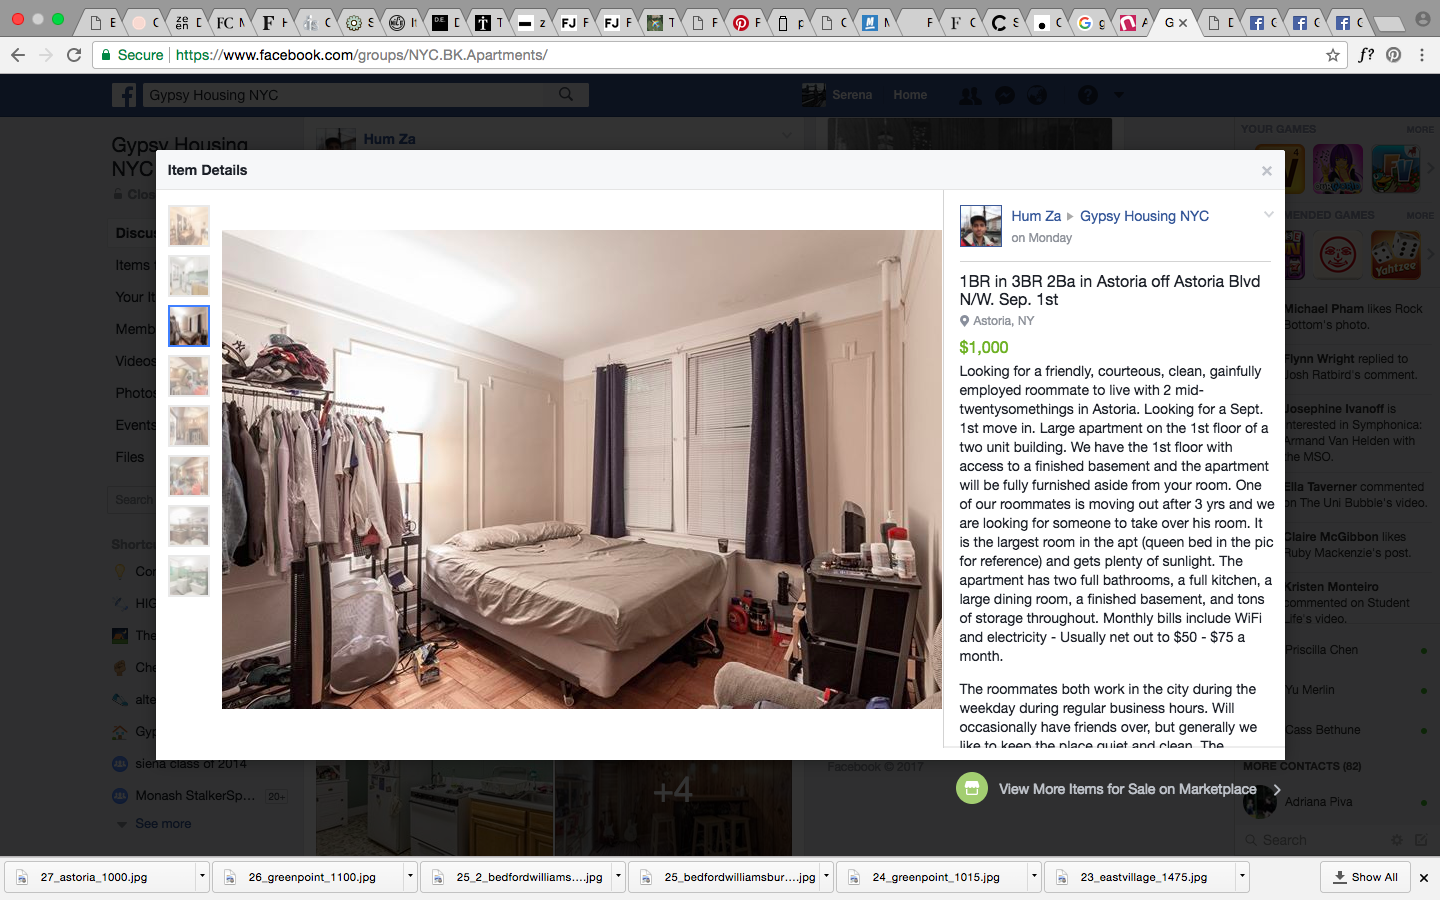 Secure https://www.facebook.com/groups/NYC.BK.Apartments/
Gypsy Housing NYC
Serena Home
Gypsy Housing
NYC
Hum Za
YOUR GAMES MORE
MORE
Item Details
Hum Za ▸ Gypsy Housing NYC
on Monday
1BR in 3BR 2Ba in Astoria off Astoria Blvd
N/W. Sep. 1st
Astoria, NY
$1,000
Looking for a friendly, courteous, clean, gainfully
employed roommate to live with 2 mid-
twentysomethings in Astoria. Looking for a Sept.
1st move in. Large apartment on the 1st floor of a
two unit building. We have the 1st floor with
access to a finished basement and the apartment
will be fully furnished aside from your room. One
of our roommates is moving out after 3 yrs and we
are looking for someone to take over his room. It
is the largest room in the apt (queen bed in the pic
for reference) and gets plenty of sunlight. The
apartment has two full bathrooms, a full kitchen, a
large dining room, a finished basement, and tons
of storage throughout. Monthly bills include WiFi
and electricity - Usually net out to $50 - $75 a
month.
The roommates both work in the city during the
weekday during regular business hours. Will
occasionally have friends over, but generally we
like to keep the place quiet and clean. The
Items
Your
Videos
Events
Files
Search
See more
siena class of 2014
Monash StalkerSp... 20+
Michael Pham likes Rock
Bottom's photo.
Flynn Wright replied to
Josh Ratbird's comment.
Josephine Ivanoff is
interested in Symphonica:
Armand Van Helden with
the MSO.
Ella Taverner commented
on The Uni Bubble's video.
Claire McGibbon likes
Ruby Mackenzie's post.
Kristen Monteiro
commented on Student
Life's video.
Priscilla Chen
Yu Merlin
Cass Bethune
MORE CONTACTS (82)
Adriana Piva
Search
Facebook © 2017
+4
View More Items for Sale on Marketplace
27_astoria_1000.jpg
26_greenpoint_1100.jpg
25_2_bedfordwilliams....jpg
25_bedfordwilliamsbur....jpg
24_greenpoint_1015.jpg
23_eastvillage_1475.jpg
Show All